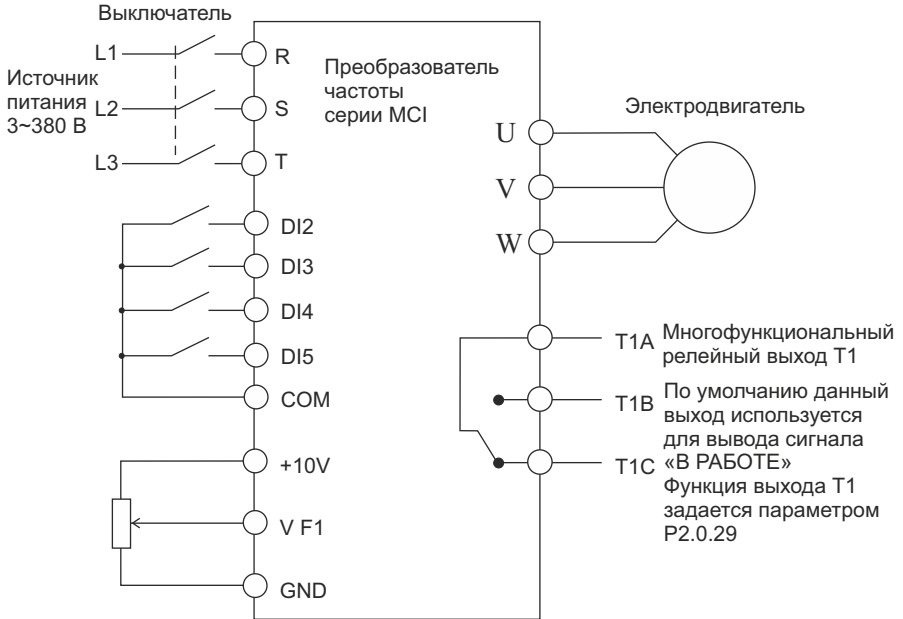 Выключатель
L1
R
Источник
питания
3~380 В
L2
S
L3
T
Преобразователь
частоты
серии MCI
Электродвигатель
U
V
W
DI2
DI3
DI4
DI5
COM
+10V
V F1
GND
T1A
Многофункциональный
релейный выход T1
T1B
По умолчанию данный
выход используется
для вывода сигнала
T1C
«В РАБОТЕ»
Функция выхода T1
задается параметром
P2.0.29